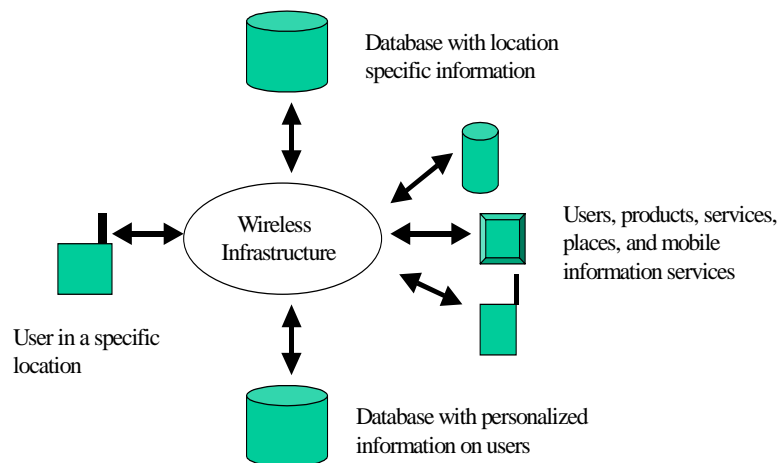 Database with location
specific information
Wireless
Infrastructure
Users, products, services,
places, and mobile
information services
User in a specific
location
Database with personalized
information on users